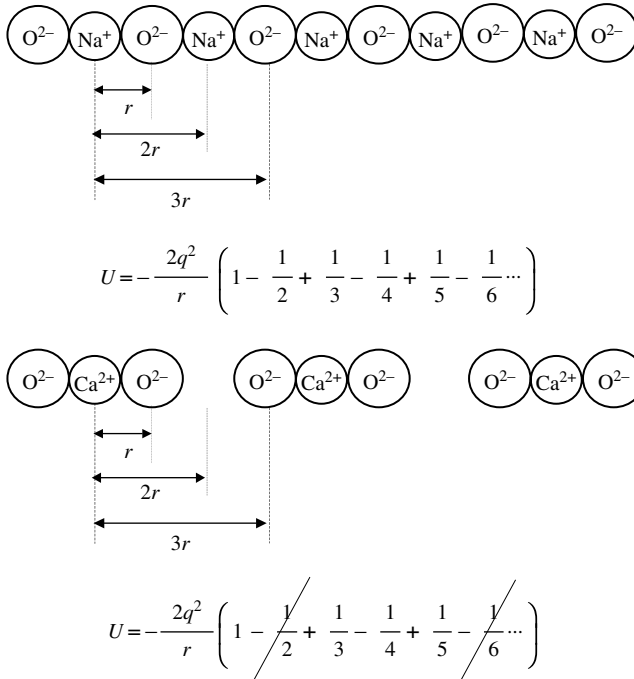 O²⁻ Na⁺ O²⁻ Na⁺ O²⁻ Na⁺ O²⁻ Na⁺ O²⁻ Na⁺ O²⁻
r
2r
3r
U = − 2q²/r (1 − 1/2 + 1/3 − 1/4 + 1/5 − 1/6 ···)
O²⁻ Ca²⁺ O²⁻ O²⁻ Ca²⁺ O²⁻ O²⁻ Ca²⁺ O²⁻
r
2r
3r
U = − 2q²/r (1 − 1/2 + 1/3 − 1/4 + 1/5 − 1/6 ···)